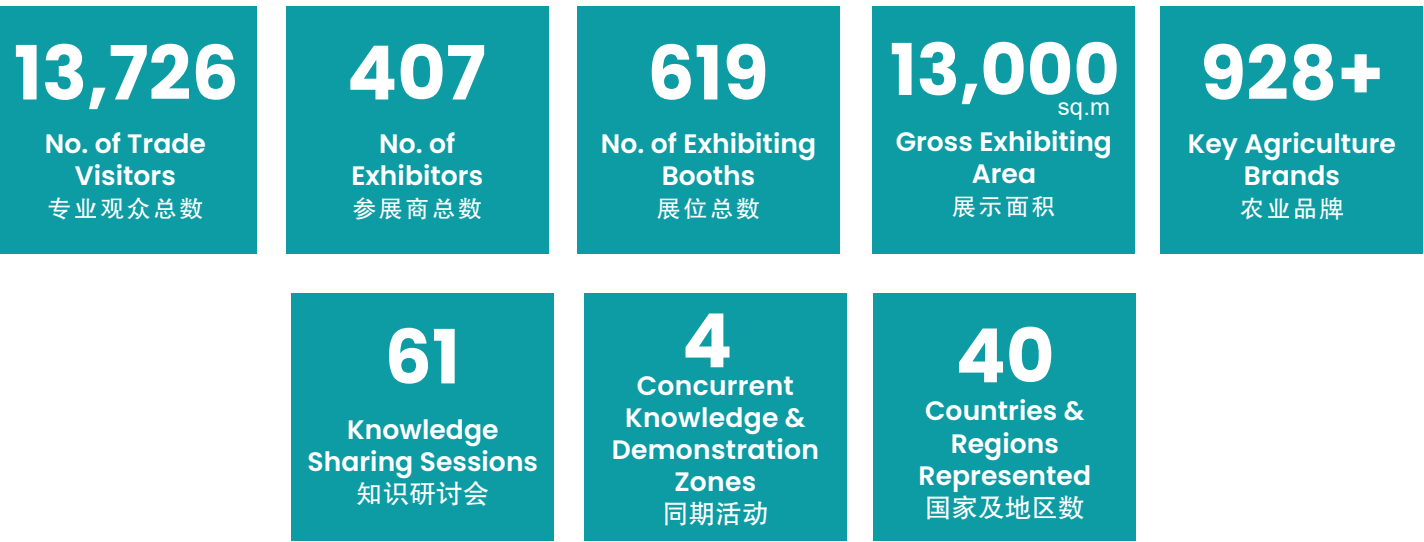 13,726
No. of Trade
Visitors
专业观众总数
407
No. of
Exhibitors
参展商总数
619
No. of Exhibiting
Booths
展位总数
13,000
sq.m
Gross Exhibiting
Area
展示面积
928+
Key Agriculture
Brands
农业品牌
61
Knowledge
Sharing Sessions
知识研讨会
4
Concurrent
Knowledge &
Demonstration
Zones
同期活动
40
Countries &
Regions
Represented
国家及地区数